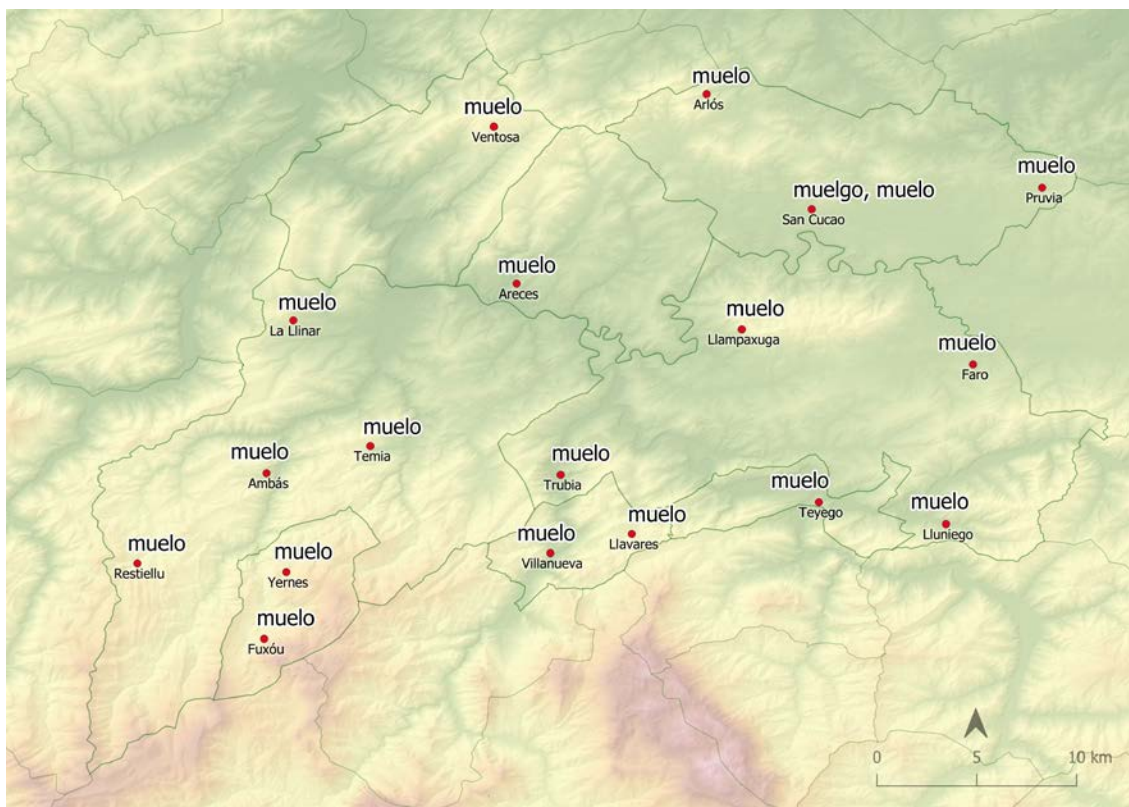 muelo
Arlós
muelo
Ventosa
muelo
Pruvia
muelgo, muelo
San Cucao
muelo
Areces
muelo
La Llinar
muelo
Llampaxuga
muelo
Faro
muelo
Temia
muelo
Ambás
muelo
Trubia
muelo
Teyego
muelo
Lluniego
muelo
Llavares
muelo
Villanueva
muelo
Restiellu
muelo
Yernes
muelo
Fuxóu
0 5 10 km